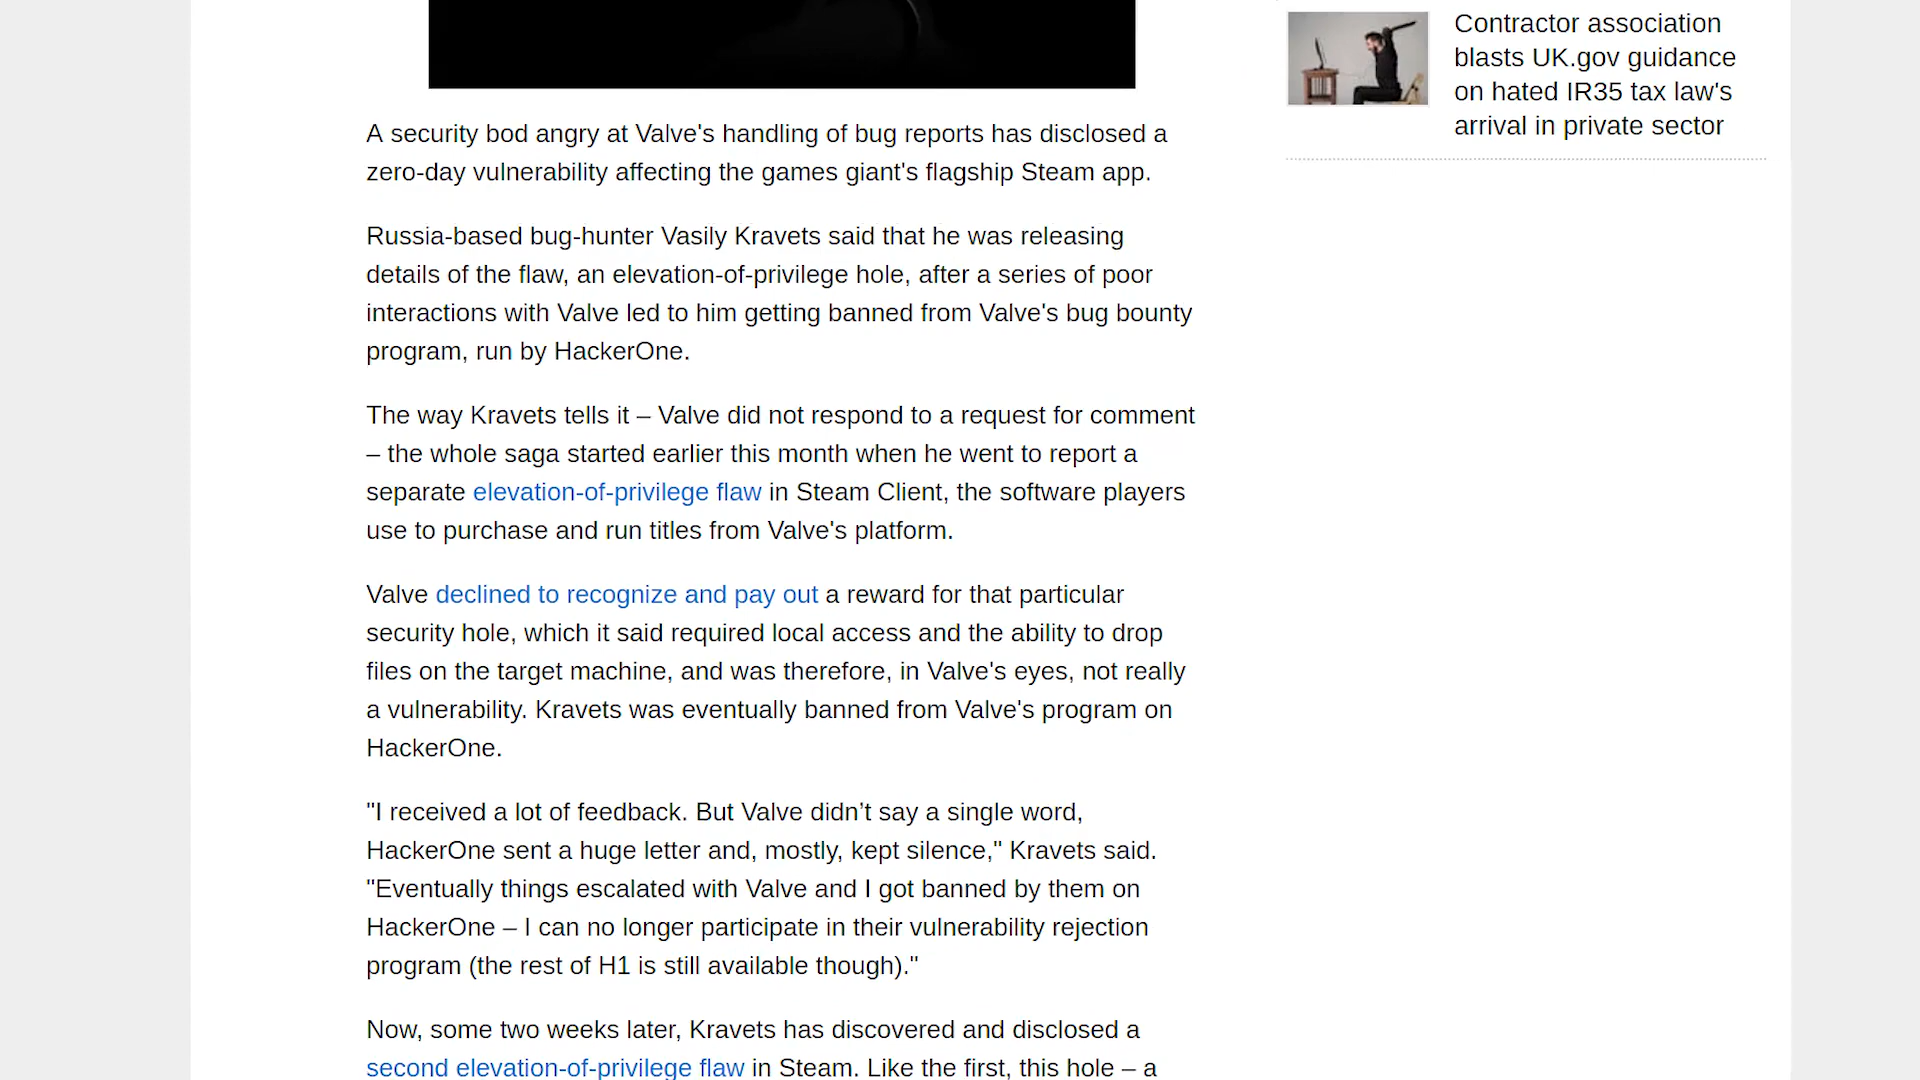 Contractor association
blasts UK.gov guidance
on hated IR35 tax law's
arrival in private sector
A security bod angry at Valve's handling of bug reports has disclosed a
zero-day vulnerability affecting the games giant's flagship Steam app.
Russia-based bug-hunter Vasily Kravets said that he was releasing
details of the flaw, an elevation-of-privilege hole, after a series of poor
interactions with Valve led to him getting banned from Valve's bug bounty
program, run by HackerOne.
The way Kravets tells it – Valve did not respond to a request for comment
– the whole saga started earlier this month when he went to report a
separate elevation-of-privilege flaw in Steam Client, the software players
use to purchase and run titles from Valve's platform.
Valve declined to recognize and pay out a reward for that particular
security hole, which it said required local access and the ability to drop
files on the target machine, and was therefore, in Valve's eyes, not really
a vulnerability. Kravets was eventually banned from Valve's program on
HackerOne.
"I received a lot of feedback. But Valve didn’t say a single word,
HackerOne sent a huge letter and, mostly, kept silence," Kravets said.
"Eventually things escalated with Valve and I got banned by them on
HackerOne – I can no longer participate in their vulnerability rejection
program (the rest of H1 is still available though)."
Now, some two weeks later, Kravets has discovered and disclosed a
second elevation-of-privilege flaw in Steam. Like the first, this hole – a